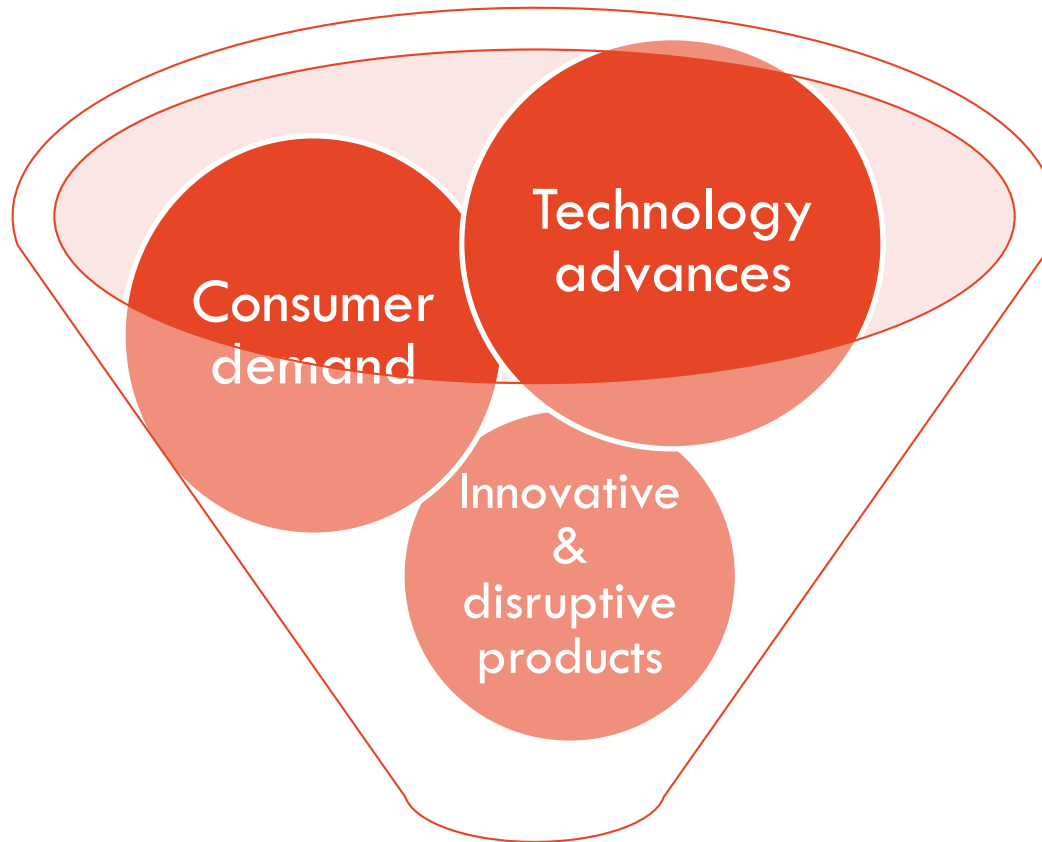 Technology
advances
Consumer
demand
Innovative
&
disruptive
products